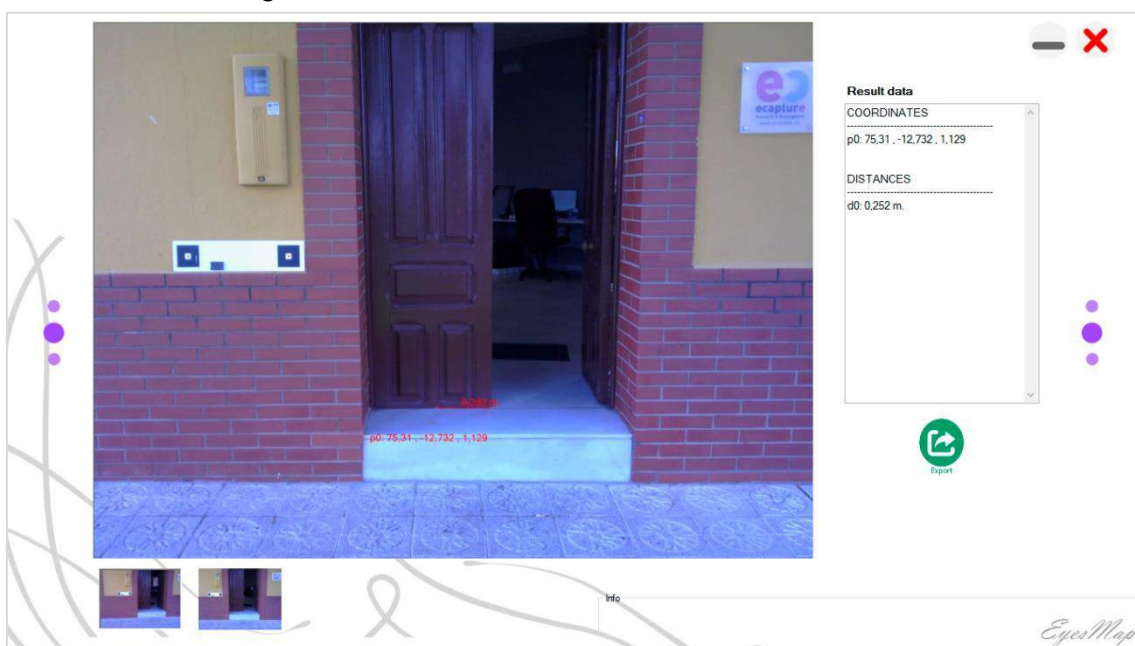 ecapture
Result data
COORDINATES
p0: 75,31 , -12,732 , 1,129
DISTANCES
d0: 0,252 m.
0,252 m
p0: 75,31 , -12,732 , 1,129
Export
Info
EyesMap